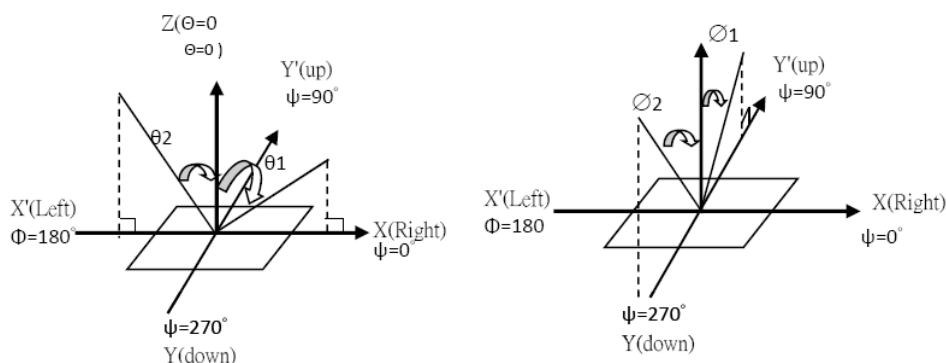 Z(Θ=0
Θ=0 )
Y'(up)
ψ=90°
θ2
θ1
X'(Left)
Φ=180°
X(Right)
ψ=0°
ψ=270°
Y(down)
∅1
Y'(up)
ψ=90°
∅2
X'(Left)
Φ=180
X(Right)
ψ=0°
ψ=270°
Y(down)